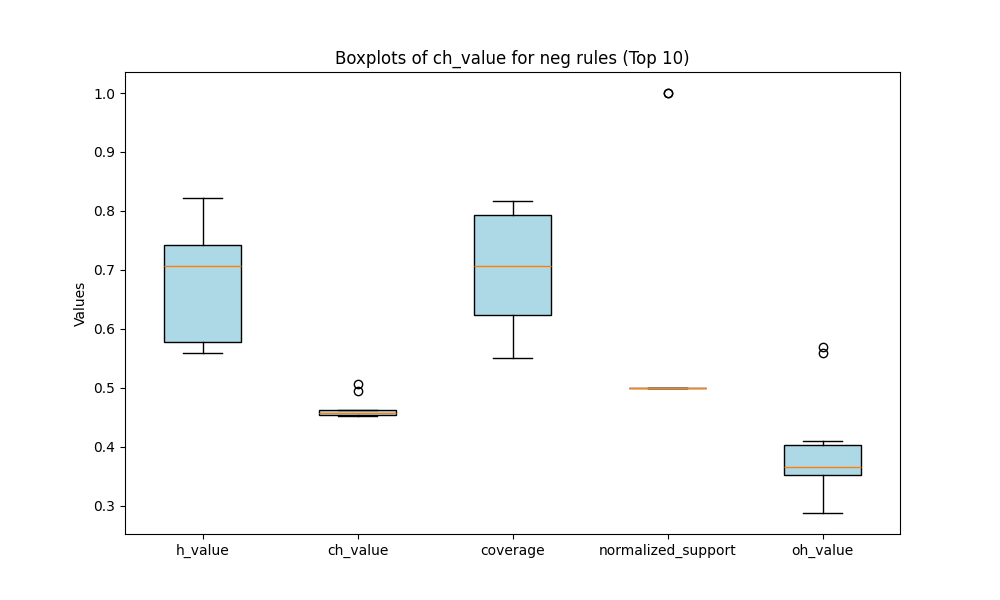 Boxplots of ch_value for neg rules (Top 10)
1.0
0.9
0.8
0.7
0.6
0.5
0.4
0.3
Values
h_value
ch_value
coverage
normalized_support
oh_value